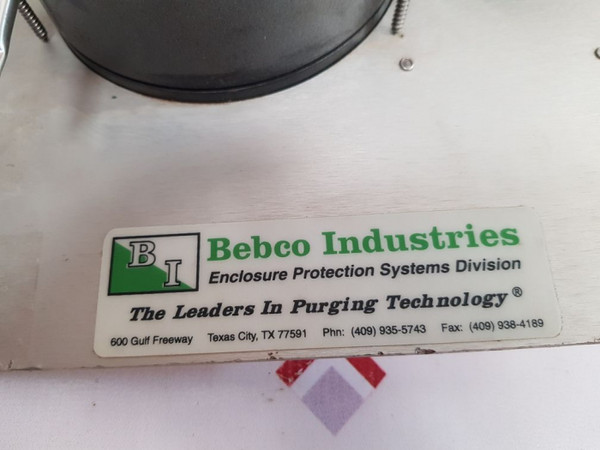 B I
Bebco Industries
Enclosure Protection Systems Division
The Leaders In Purging Technology®
600 Gulf Freeway Texas City, TX 77591 Phn: (409) 935-5743 Fax: (409) 938-4189